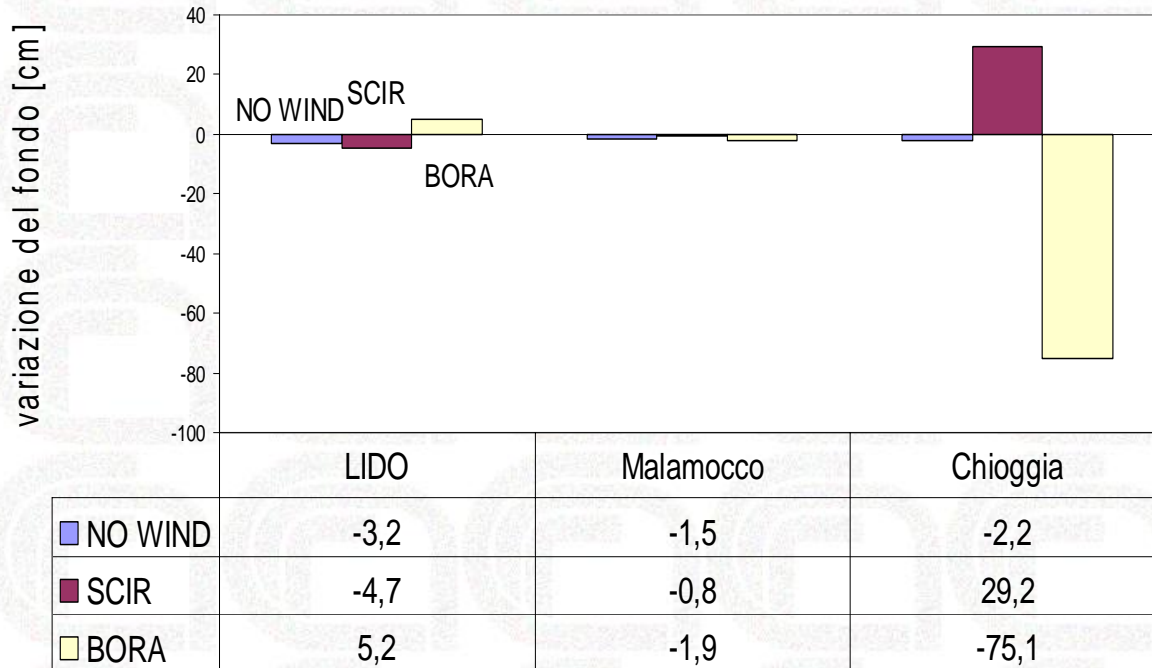 variazione del fondo [cm]
40
20
0
-20
-40
-60
-80
-100
NO WIND
SCIR
BORA
LIDO Malamocco Chioggia
NO WIND -3,2 -1,5 -2,2
SCIR -4,7 -0,8 29,2
BORA 5,2 -1,9 -75,1